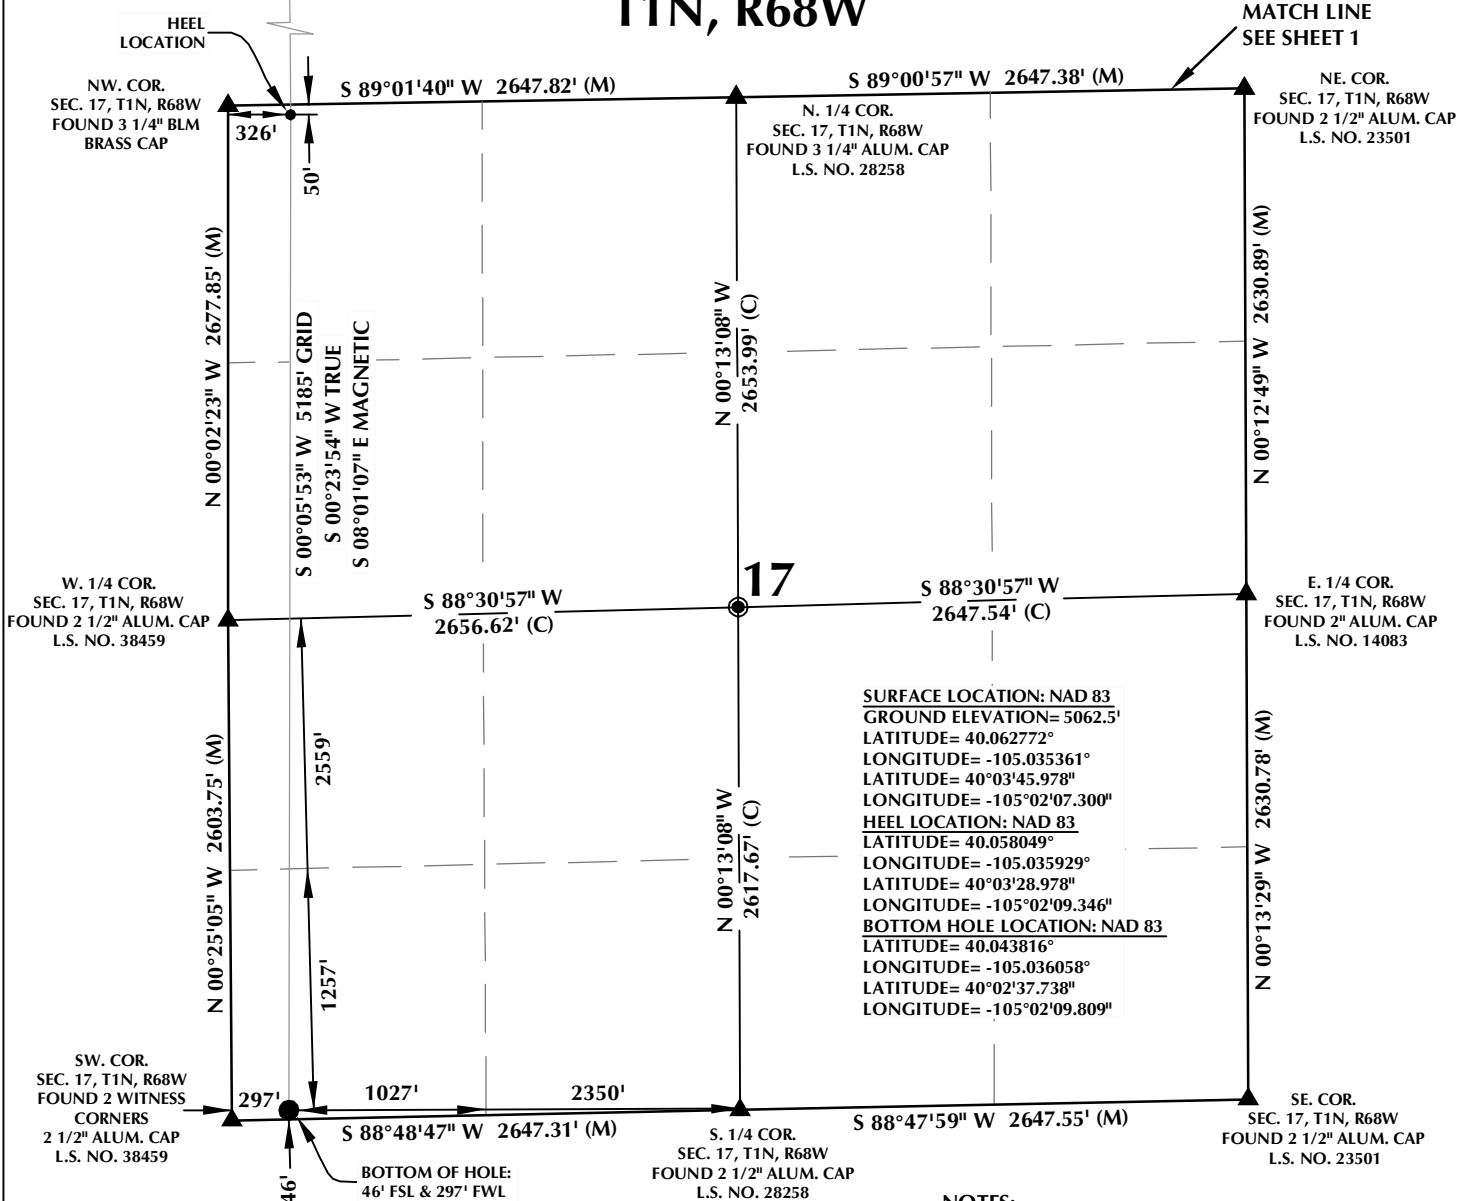 T1N, R68W
MATCH LINE
SEE SHEET 1
HEEL
LOCATION
NW. COR.
SEC. 17, T1N, R68W
FOUND 3 1/4" BLM
BRASS CAP
S 89°01'40" W 2647.82' (M)
S 89°00'57" W 2647.38' (M)
NE. COR.
SEC. 17, T1N, R68W
FOUND 2 1/2" ALUM. CAP
L.S. NO. 23501
N. 1/4 COR.
SEC. 17, T1N, R68W
FOUND 3 1/4" ALUM. CAP
L.S. NO. 28258
326'
50'
N 00°02'23" W 2677.85' (M)
S 00°05'53" W 5185' GRID
S 00°23'54" W TRUE
S 08°01'07" E MAGNETIC
N 00°13'08" W
2653.99' (C)
N 00°12'49" W 2630.89' (M)
W. 1/4 COR.
SEC. 17, T1N, R68W
FOUND 2 1/2" ALUM. CAP
L.S. NO. 38459
S 88°30'57" W
2656.62' (C)
17
S 88°30'57" W
2647.54' (C)
E. 1/4 COR.
SEC. 17, T1N, R68W
FOUND 2" ALUM. CAP
L.S. NO. 14083
SURFACE LOCATION: NAD 83
GROUND ELEVATION= 5062.5'
LATITUDE= 40.062772°
LONGITUDE= -105.035361°
LATITUDE= 40°03'45.978"
LONGITUDE= -105°02'07.300"
HEEL LOCATION: NAD 83
LATITUDE= 40.058049°
LONGITUDE= -105.035929°
LATITUDE= 40°03'28.978"
LONGITUDE= -105°02'09.346"
BOTTOM HOLE LOCATION: NAD 83
LATITUDE= 40.043816°
LONGITUDE= -105.036058°
LATITUDE= 40°02'37.738"
LONGITUDE= -105°02'09.809"
N 00°25'05" W 2603.75' (M)
2559'
1257'
N 00°13'08" W
2617.67' (C)
N 00°13'29" W 2630.78' (M)
SW. COR.
SEC. 17, T1N, R68W
FOUND 2 WITNESS
CORNERS
2 1/2" ALUM. CAP
L.S. NO. 38459
297'
1027'
2350'
S 88°48'47" W 2647.31' (M)
S 88°47'59" W 2647.55' (M)
S. 1/4 COR.
SEC. 17, T1N, R68W
FOUND 2 1/2" ALUM. CAP
L.S. NO. 28258
SE. COR.
SEC. 17, T1N, R68W
FOUND 2 1/2" ALUM. CAP
L.S. NO. 23501
46'
BOTTOM OF HOLE:
46' FSL & 297' FWL
NOTES: